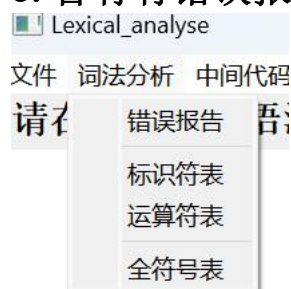 Lexical_analyse
文件 词法分析 中间代码
请在
错误报告
标识符表
运算符表
全符号表